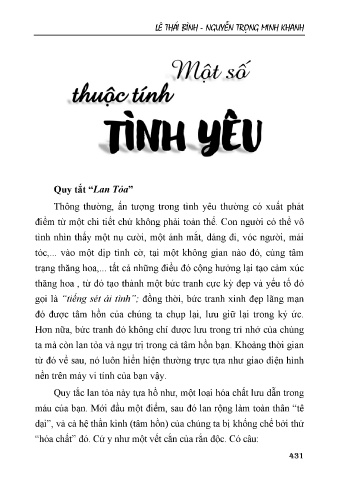 LÊ THÁI BÌNH - NGUYỄN TRỌNG MINH KHANH
Một số
thuộc tính
TÌNH YÊU
Quy tắt “Lan Tỏa”
Thông thường, ấn tượng trong tình yêu thường có xuất phát
điểm từ một chi tiết chứ không phải toàn thể. Con người có thể vô
tình nhìn thấy một nụ cười, một ánh mắt, dáng đi, vóc người, mái
tóc,... vào một dịp tình cờ, tại một không gian nào đó, cùng tâm
trạng thăng hoa,... tất cả những điều đó cộng hưởng lại tạo cảm xúc
thăng hoa , từ đó tạo thành một bức tranh cực kỳ đẹp và yếu tố đó
gọi là “tiếng sét ái tình”; đồng thời, bức tranh xinh đẹp lãng mạn
đó được tâm hồn của chúng ta chụp lại, lưu giữ lại trong ký ức.
Hơn nữa, bức tranh đó không chỉ được lưu trong trí nhớ của chúng
ta mà còn lan tỏa và ngự trị trong cả tâm hồn bạn. Khoảng thời gian
từ đó về sau, nó luôn hiển hiện thường trực tựa như giao diện hình
nền trên máy vi tính của bạn vậy.
Quy tắc lan tỏa này tựa hồ như, một loại hóa chất lưu dẫn trong
máu của bạn. Mới đầu một điểm, sau đó lan rộng làm toàn thân “tê
dại”, và cả hệ thần kinh (tâm hồn) của chúng ta bị khống chế bởi thứ
“hóa chất” đó. Cứ y như một vết cắn của rắn độc. Có câu:
431